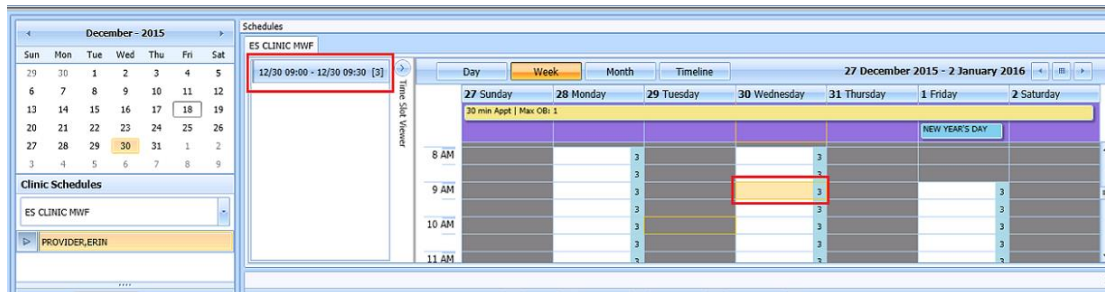 December - 2015
Sun Mon Tue Wed Thu Fri Sat
29 30 1 2 3 4 5
6 7 8 9 10 11 12
13 14 15 16 17 18 19
20 21 22 23 24 25 26
27 28 29 30 31 1 2
3 4 5 6 7 8 9
Clinic Schedules
ES CLINIC MWF
PROVIDER,ERIN
Schedules
ES CLINIC MWF
12/30 09:00 - 12/30 09:30 [3]
Time Slot Viewer
Day Week Month Timeline 27 December 2015 - 2 January 2016
27 Sunday 28 Monday 29 Tuesday 30 Wednesday 31 Thursday 1 Friday 2 Saturday
30 min Appt | Max OB: 1
NEW YEAR'S DAY
8 AM 3 3
3 3
9 AM 3 3 3
3 3 3
10 AM 3 3 3
3 3 3
11 AM 3 3 3